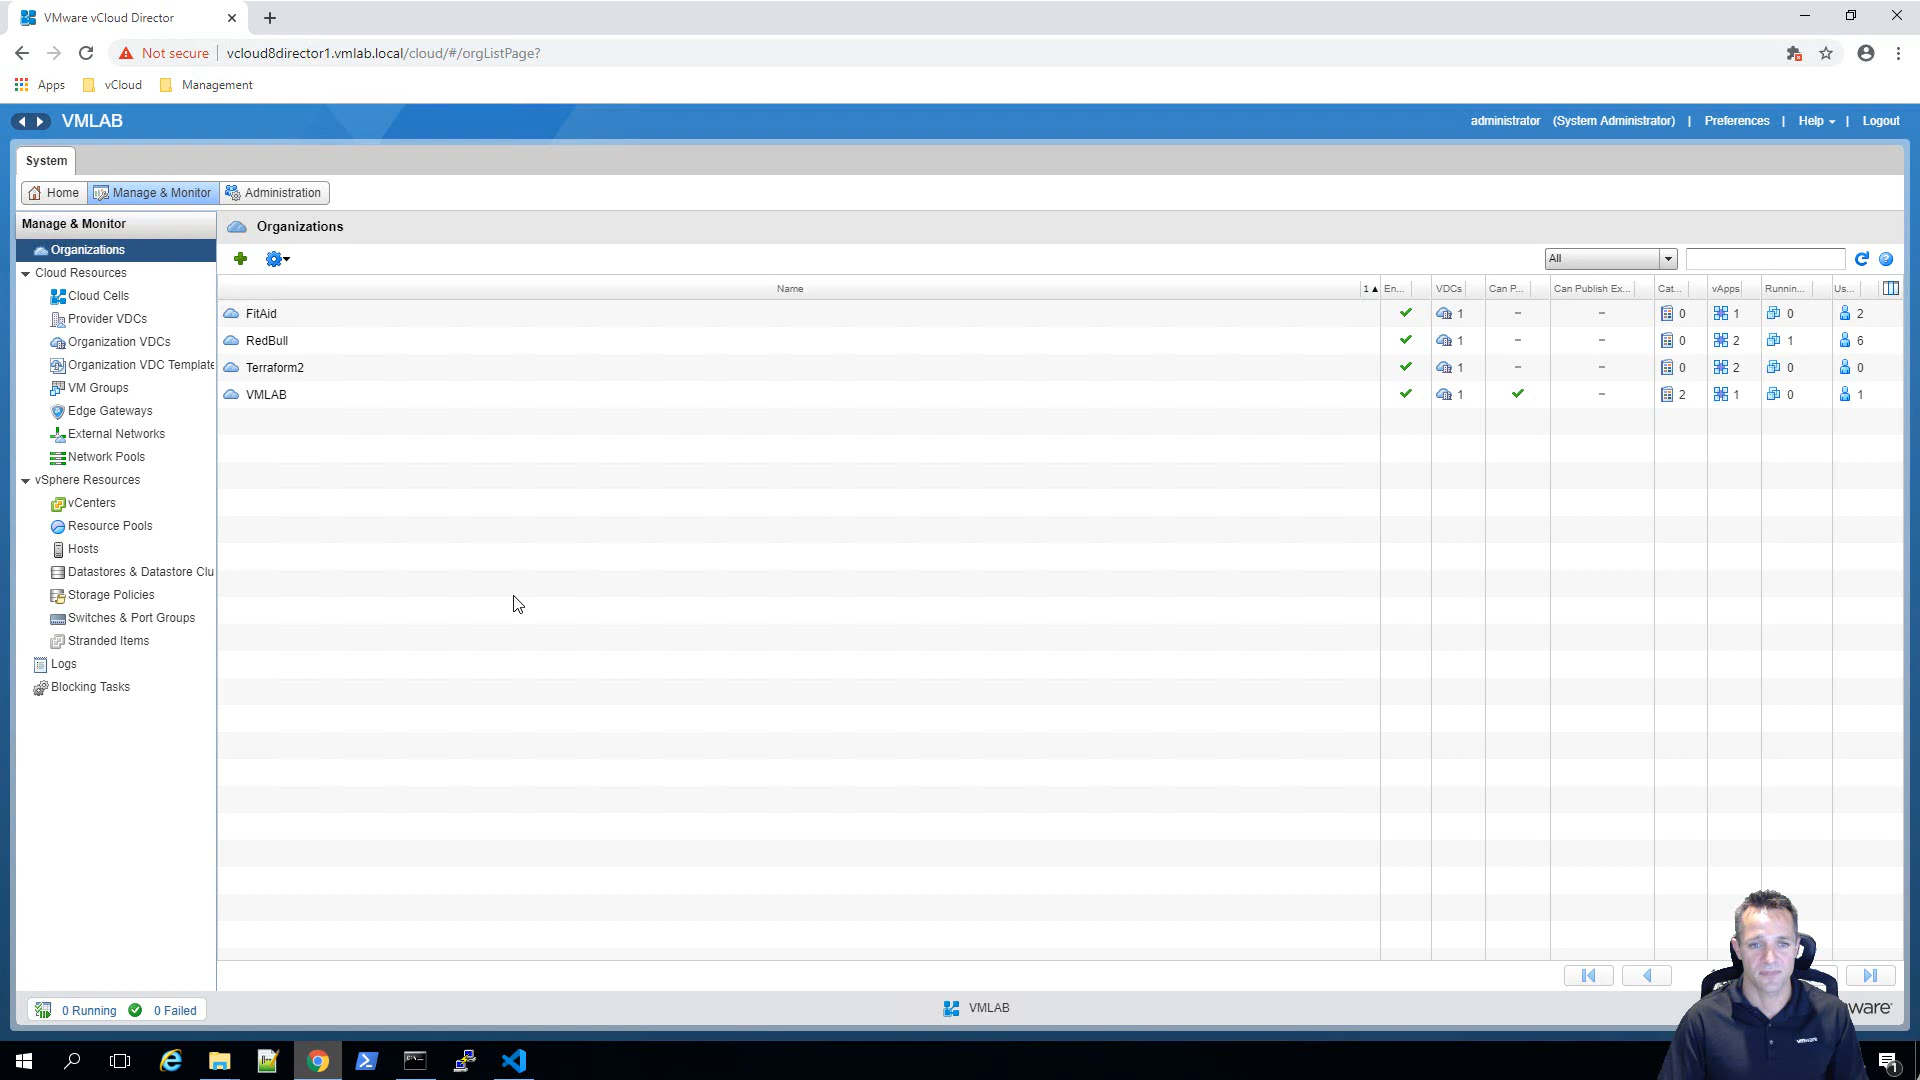 VMware vCloud Director
Not secure
vcloud8director1.vmlab.local/cloud/#/orgListPage?
Apps
vCloud
Management
VMLAB
administrator (System Administrator) | Preferences | Help | Logout
System
Home
Manage & Monitor
Administration
Manage & Monitor
Organizations
Cloud Resources
Cloud Cells
Provider VDCs
Organization VDCs
Organization VDC Template
VM Groups
Edge Gateways
External Networks
Network Pools
vSphere Resources
vCenters
Resource Pools
Hosts
Datastores & Datastore Clu
Storage Policies
Switches & Port Groups
Stranded Items
Logs
Blocking Tasks
Organizations
All
Name 1 ▲ En... VDCs Can P... Can Publish Ex... Cat... vApps Runnin... Us...
FitAid 1 – – 0 1 0 2
RedBull 1 – – 0 2 1 6
Terraform2 1 – – 0 2 0 0
VMLAB 1 – 2 1 0 1
0 Running 0 Failed
VMLAB
ware
vmware
1